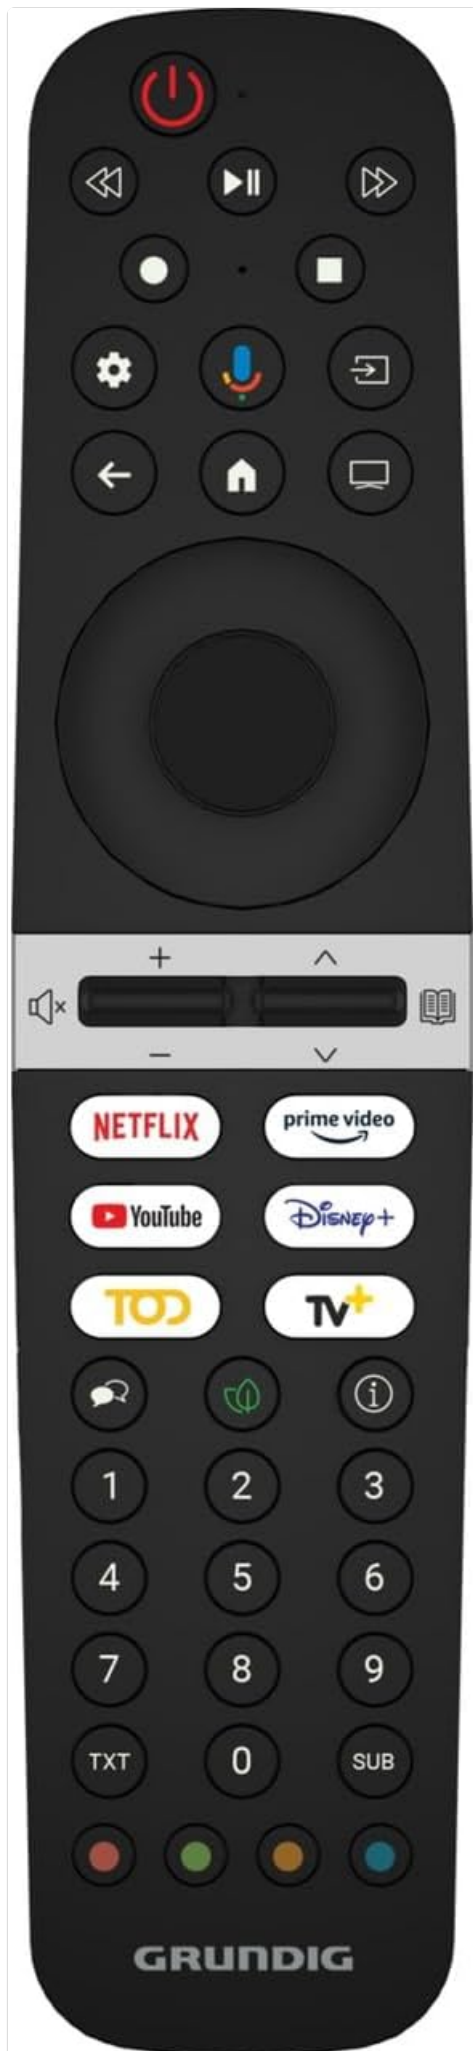 +
-
NETFLIX
prime video
YouTube
Disney+
TOD
TV+
1 2 3
4 5 6
7 8 9
TXT 0 SUB
GRUNDIG